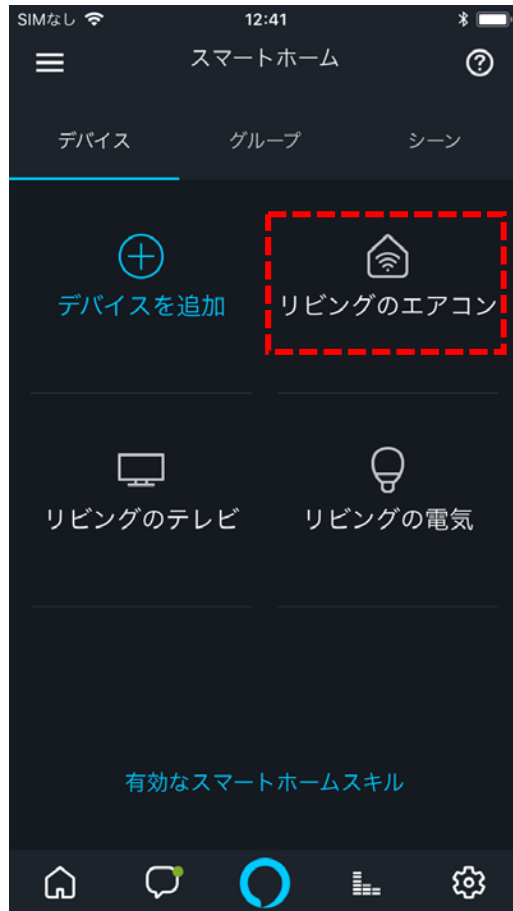 SIMなし 12:41
スマートホーム
デバイス グループ シーン
デバイスを追加 リビングのエアコン
リビングのテレビ リビングの電気
有効なスマートホームスキル